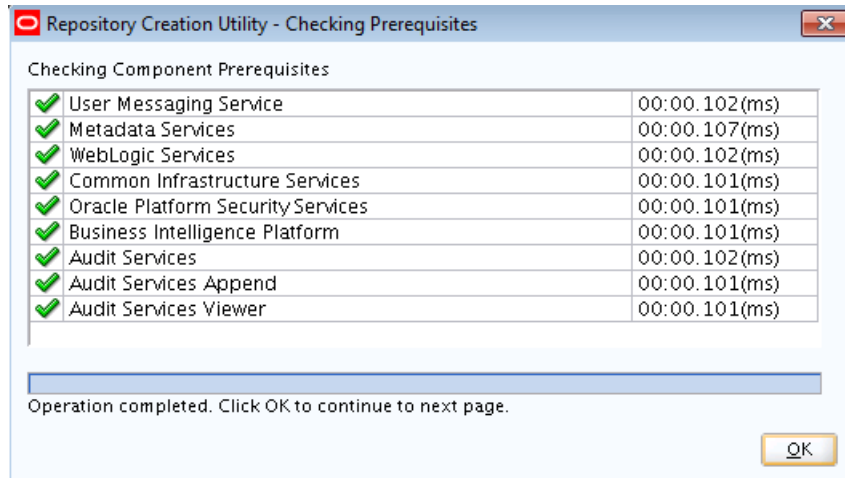 Repository Creation Utility - Checking Prerequisites
Checking Component Prerequisites
User Messaging Service 00:00.102(ms)
Metadata Services 00:00.107(ms)
WebLogic Services 00:00.102(ms)
Common Infrastructure Services 00:00.101(ms)
Oracle Platform Security Services 00:00.101(ms)
Business Intelligence Platform 00:00.101(ms)
Audit Services 00:00.102(ms)
Audit Services Append 00:00.101(ms)
Audit Services Viewer 00:00.101(ms)
Operation completed. Click OK to continue to next page.
OK